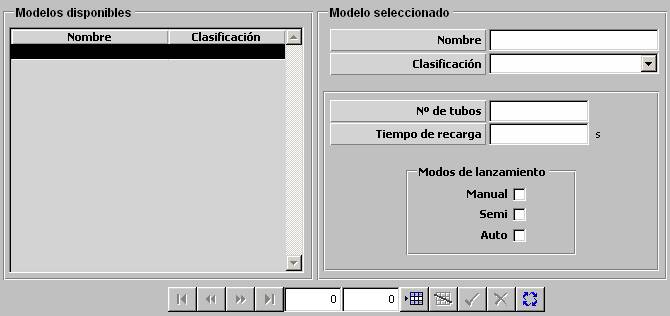 Modelos disponibles
Nombre Clasificación
Modelo seleccionado
Nombre
Clasificación
Nº de tubos
Tiempo de recarga s
Modos de lanzamiento
Manual
Semi
Auto
0 0